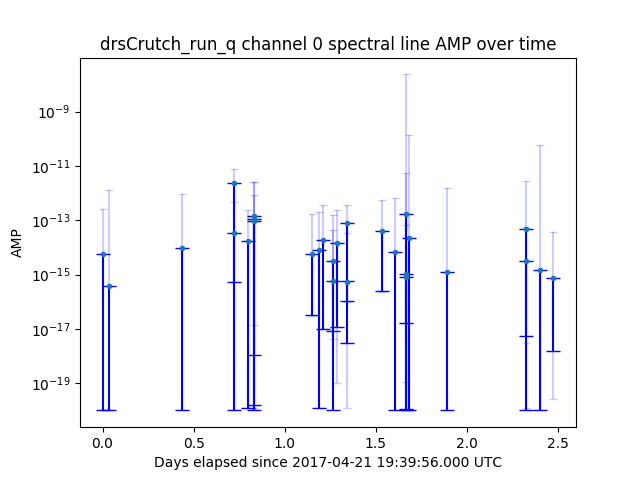 drsCrutch_run_q channel 0 spectral line AMP over time
AMP
10⁻⁹
10⁻¹¹
10⁻¹³
10⁻¹⁵
10⁻¹⁷
10⁻¹⁹
0.0 0.5 1.0 1.5 2.0 2.5
Days elapsed since 2017-04-21 19:39:56.000 UTC